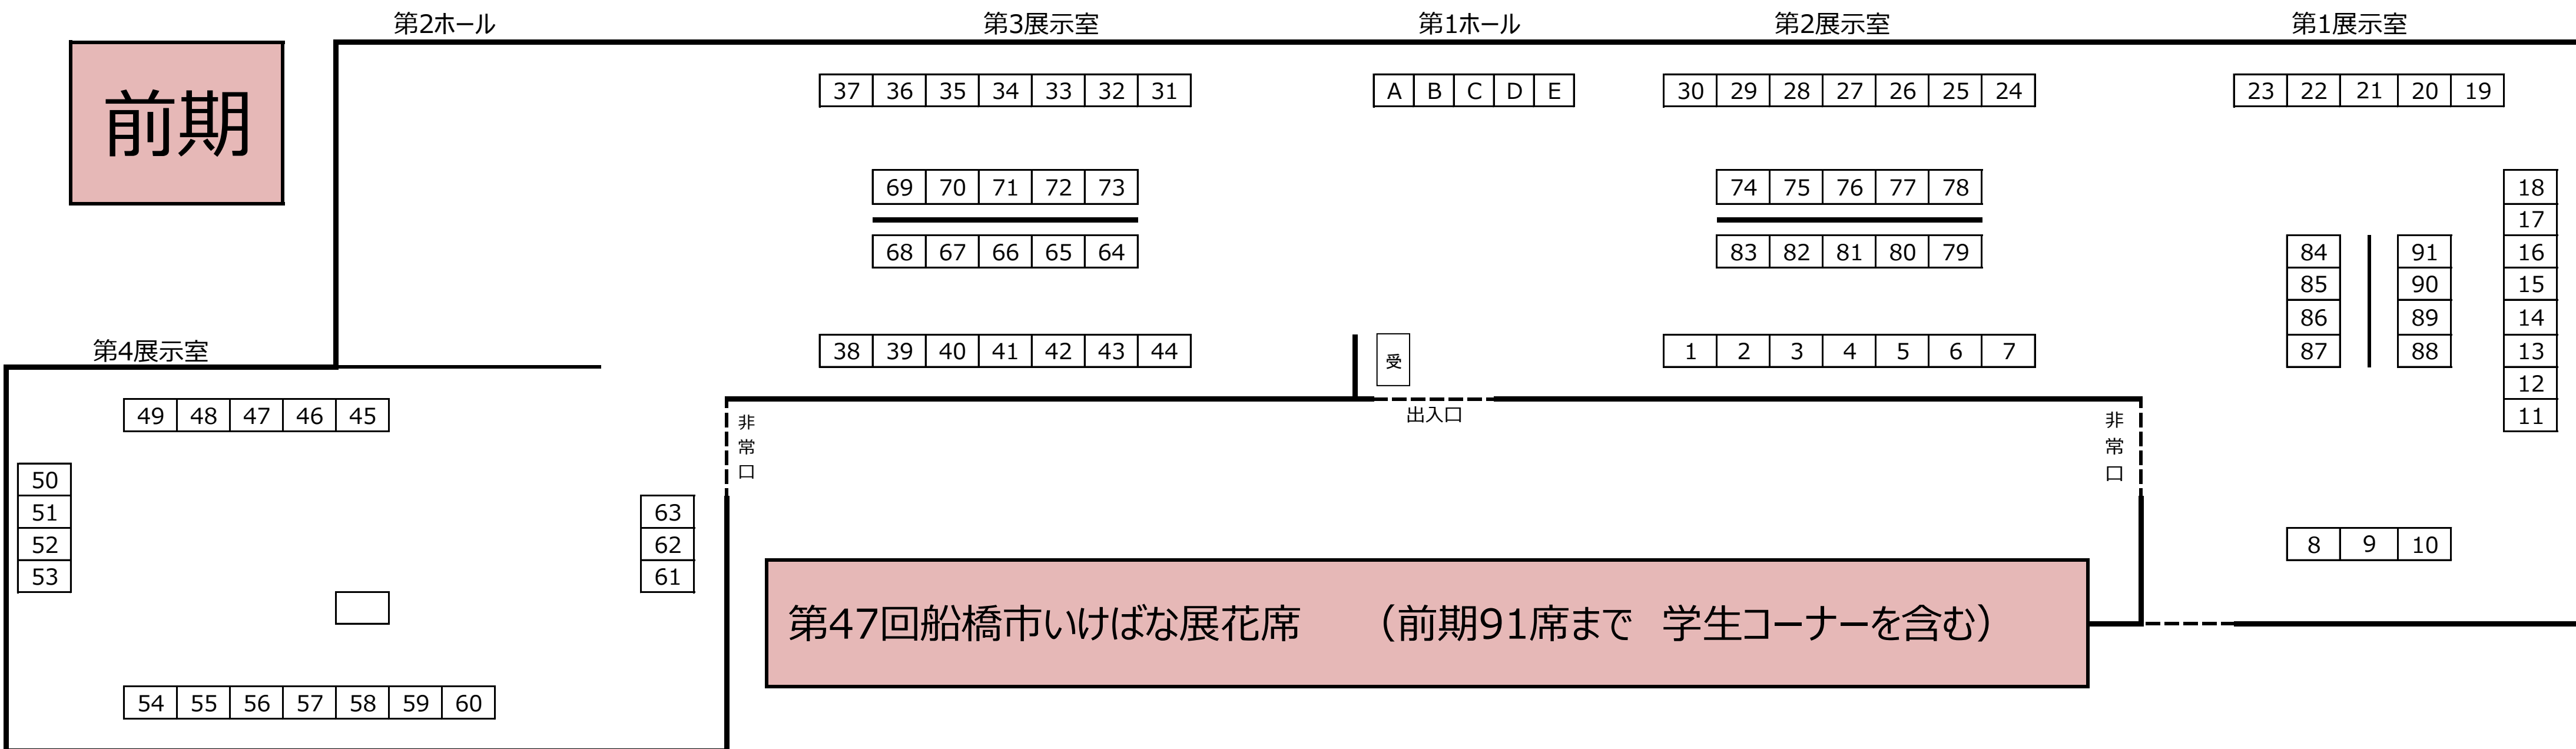 第2ホール 第3展示室 第1ホール 第2展示室 第1展示室
前期
37 36 35 34 33 32 31 A B C D E 30 29 28 27 26 25 24 23 22 21 20 19
69 70 71 72 73 74 75 76 77 78 18
17
68 67 66 65 64 83 82 81 80 79 84 91 16
85 90 15
86 89 14
第4展示室 38 39 40 41 42 43 44 受 1 2 3 4 5 6 7 87 88 13
12
49 48 47 46 45 非常口 出入口 非常口 11
50
51 63
52 62 8 9 10
53 61
第47回船橋市いけばな展花席 （前期91席まで 学生コーナーを含む）
54 55 56 57 58 59 60